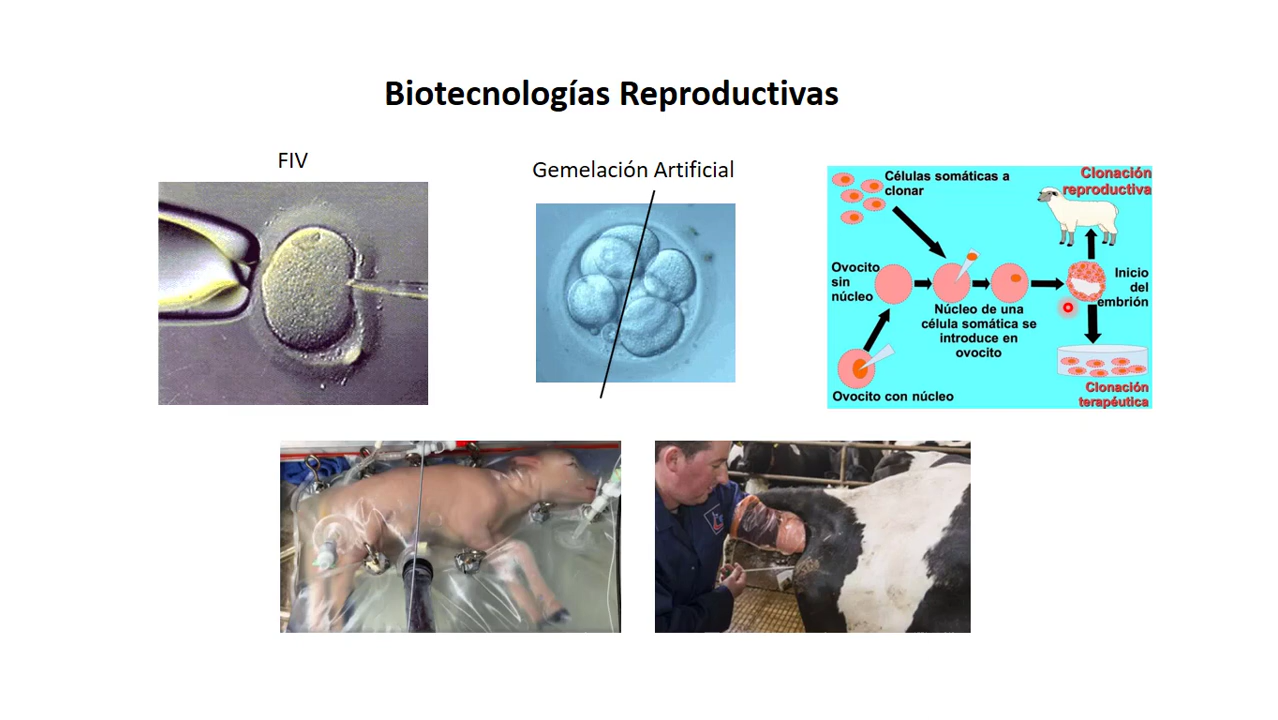 Biotecnologías Reproductivas
FIV
Gemelación Artificial
Células somáticas a
clonar
Clonación
reproductiva
Ovocito
sin
núcleo
Núcleo de una
célula somática se
introduce en
ovocito
Inicio
del
embrión
Ovocito con núcleo
Clonación
terapéutica